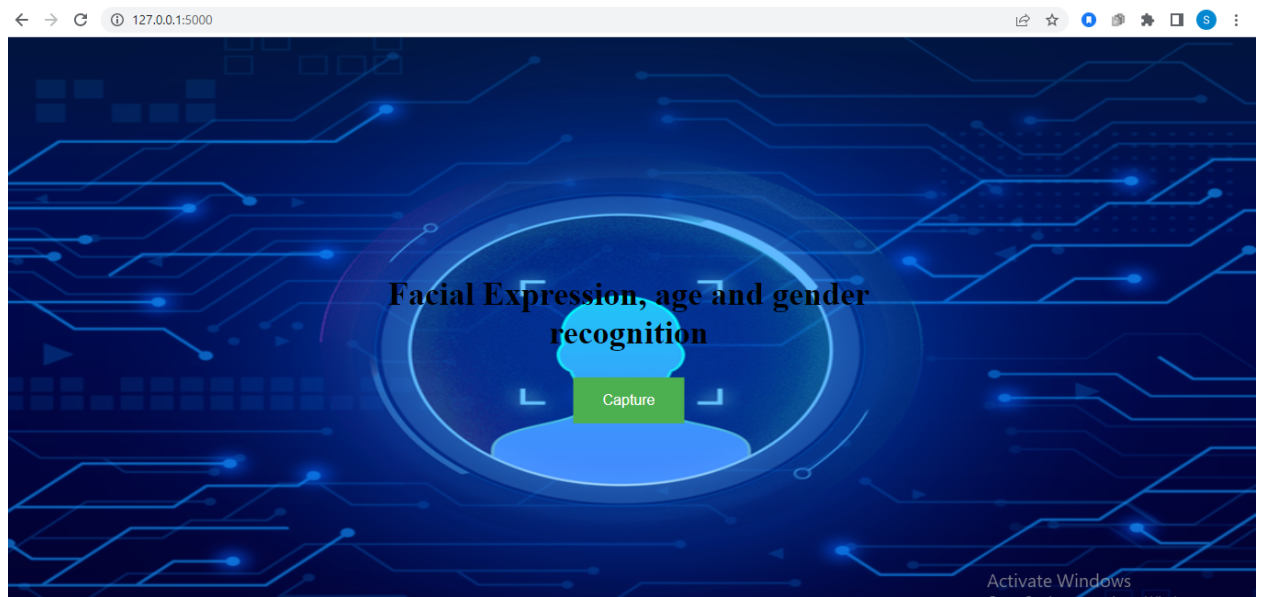 127.0.0.1:5000
S
Facial Expression, age and gender
recognition
Capture
Activate Windows